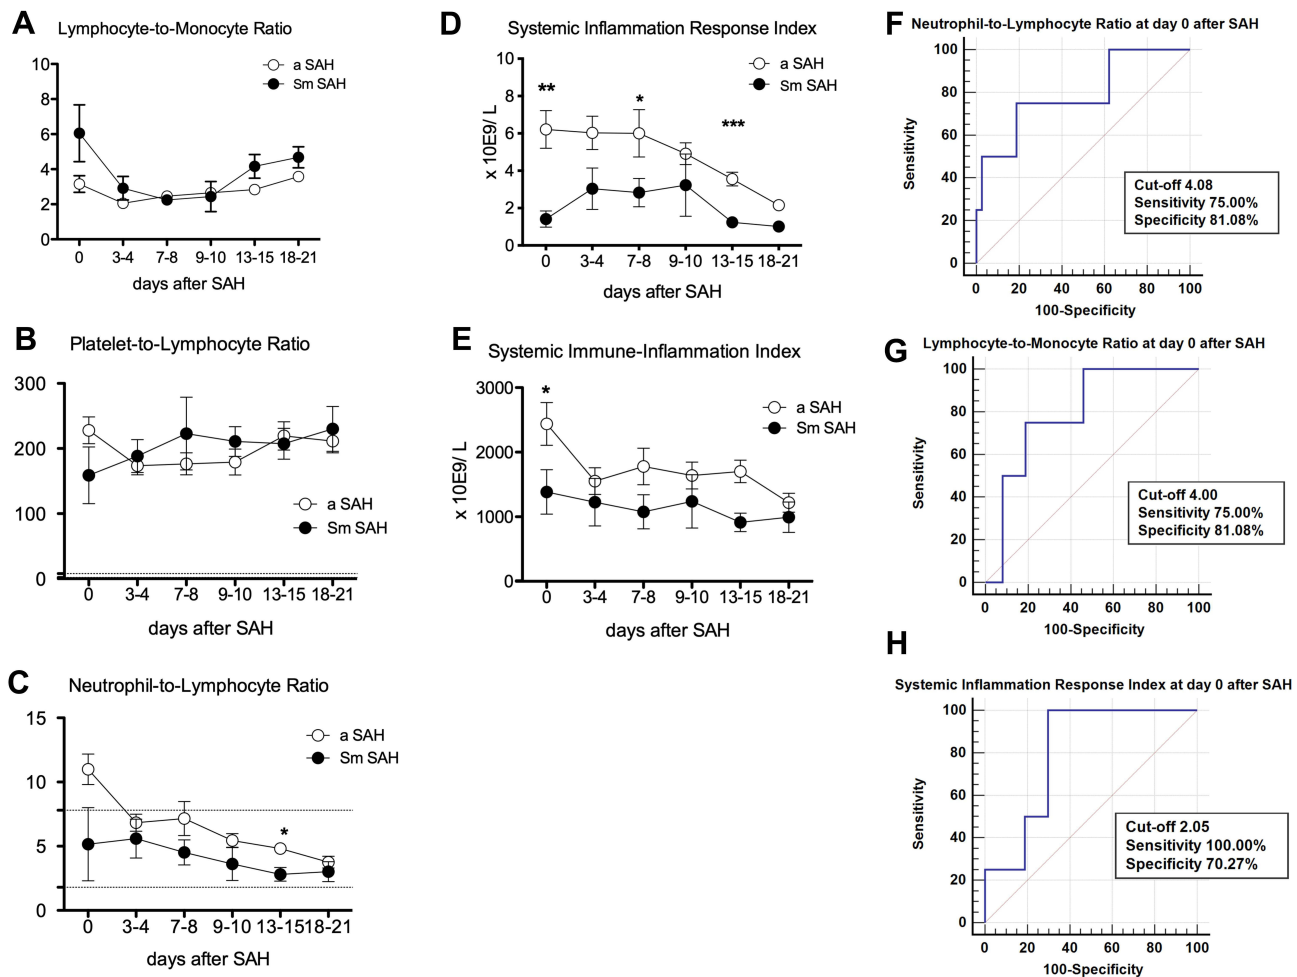 A
Lymphocyte-to-Monocyte Ratio
a SAH
Sm SAH
10
8
6
4
2
0
0 3-4 7-8 9-10 13-15 18-21
days after SAH
B
Platelet-to-Lymphocyte Ratio
300
200
100
0
a SAH
Sm SAH
0 3-4 7-8 9-10 13-15 18-21
days after SAH
C
Neutrophil-to-Lymphocyte Ratio
15
10
5
0
a SAH
Sm SAH
*
0 3-4 7-8 9-10 13-15 18-21
days after SAH
D
Systemic Inflammation Response Index
x 10E9/ L
10
8
6
4
2
0
a SAH
Sm SAH
**
*
***
0 3-4 7-8 9-10 13-15 18-21
days after SAH
E
Systemic Immune-Inflammation Index
x 10E9/ L
3000
2000
1000
0
*
a SAH
Sm SAH
0 3-4 7-8 9-10 13-15 18-21
days after SAH
F
Neutrophil-to-Lymphocyte Ratio at day 0 after SAH
Sensitivity
100
80
60
40
20
0
Cut-off 4.08
Sensitivity 75.00%
Specificity 81.08%
0 20 40 60 80 100
100-Specificity
G
Lymphocyte-to-Monocyte Ratio at day 0 after SAH
Sensitivity
100
80
60
40
20
0
Cut-off 4.00
Sensitivity 75.00%
Specificity 81.08%
0 20 40 60 80 100
100-Specificity
H
Systemic Inflammation Response Index at day 0 after SAH
Sensitivity
100
80
60
40
20
0
Cut-off 2.05
Sensitivity 100.00%
Specificity 70.27%
0 20 40 60 80 100
100-Specificity